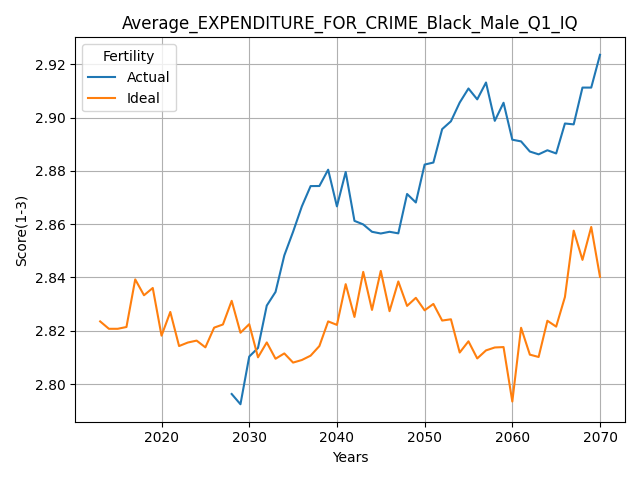 Average_EXPENDITURE_FOR_CRIME_Black_Male_Q1_IQ
Fertility
Actual
Ideal
Score(1-3)
2.92
2.90
2.88
2.86
2.84
2.82
2.80
2020 2030 2040 2050 2060 2070
Years